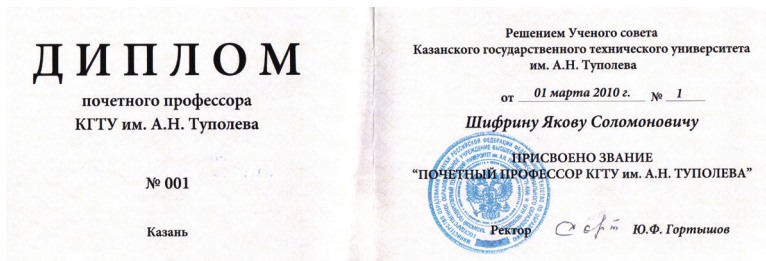 ДИПЛОМ
почетного профессора
КГТУ им. А.Н. Туполева
№ 001
Казань
Решением Ученого совета
Казанского государственного технического университета
им. А.Н. Туполева
от 01 марта 2010 г. № 1
Шифрину Якову Соломоновичу
ПРИСВОЕНО ЗВАНИЕ
“ПОЧЕТНЫЙ ПРОФЕССОР КГТУ им. А.Н. ТУПОЛЕВА”
Ректор Ю.Ф. Гортышов